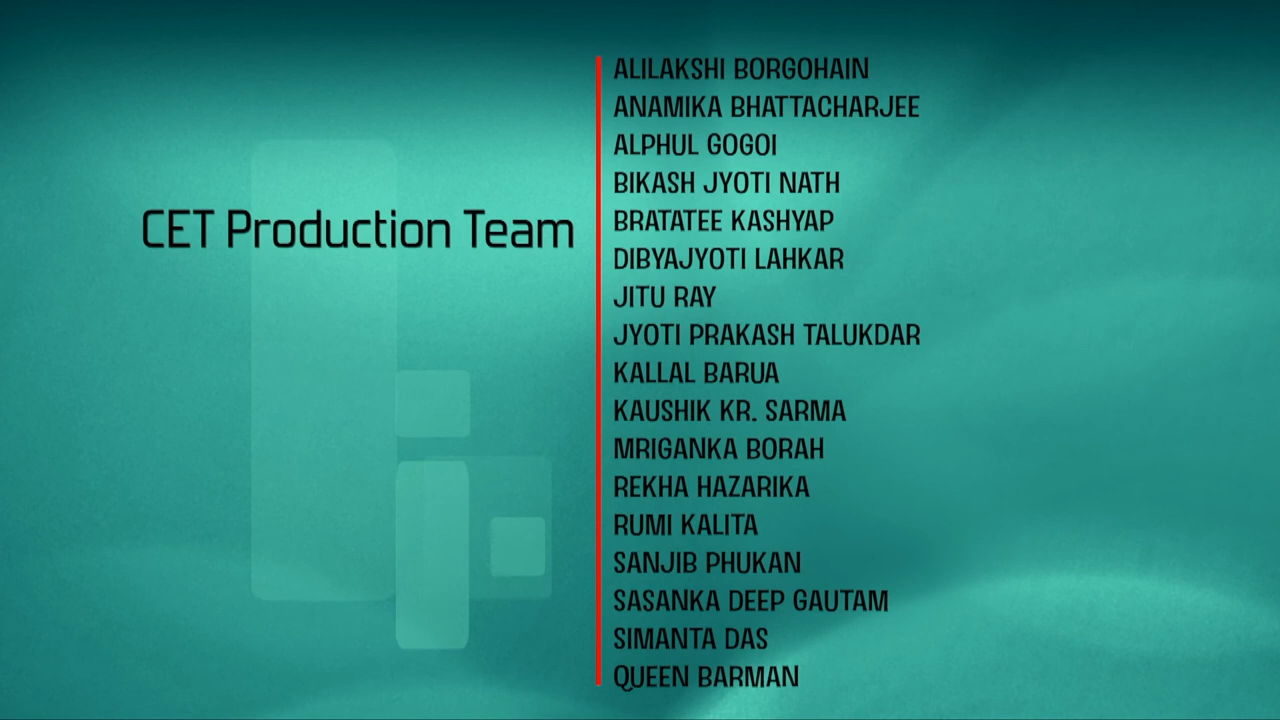 CET Production Team
ALILAKSHI BORGOHAIN
ANAMIKA BHATTACHARJEE
ALPHUL GOGOI
BIKASH JYOTI NATH
BRATATEE KASHYAP
DIBYAJYOTI LAHKAR
JITU RAY
JYOTI PRAKASH TALUKDAR
KALLAL BARUA
KAUSHIK KR. SARMA
MRIGANKA BORAH
REKHA HAZARIKA
RUMI KALITA
SANJIB PHUKAN
SASANKA DEEP GAUTAM
SIMANTA DAS
QUEEN BARMAN